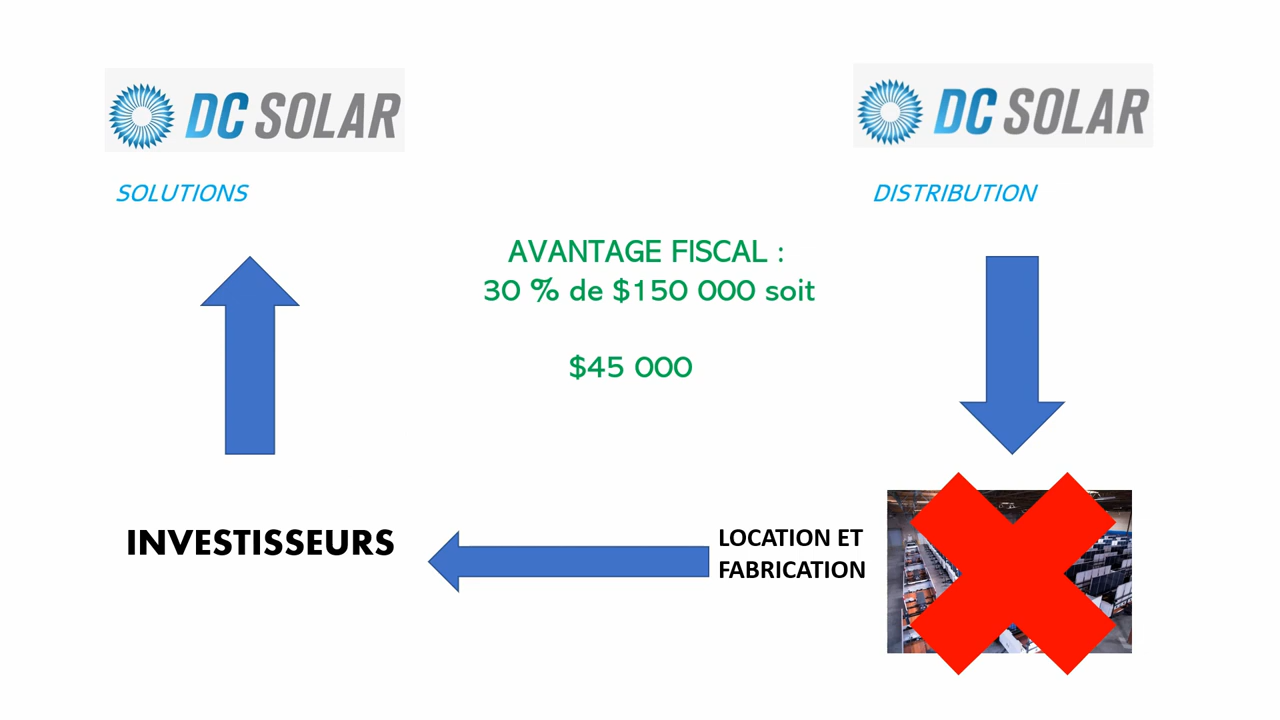 DC SOLAR
DC SOLAR
SOLUTIONS
DISTRIBUTION
AVANTAGE FISCAL :
30 % de $150 000 soit
$45 000
INVESTISSEURS
LOCATION ET
FABRICATION